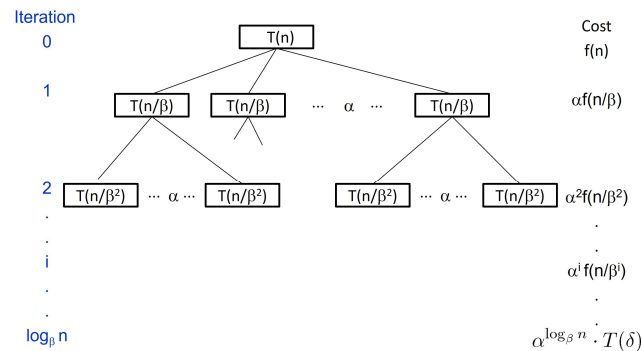 Iteration
Cost
0
T(n)
f(n)
1
T(n/β) T(n/β) ··· α ··· T(n/β)
αf(n/β)
2
T(n/β²) ··· α ··· T(n/β²) T(n/β²) ··· α ··· T(n/β²)
α²f(n/β²)
.
.
.
.
i
αⁱ f(n/βⁱ)
.
.
.
.
log_β n
α^{log_β n} · T(δ)